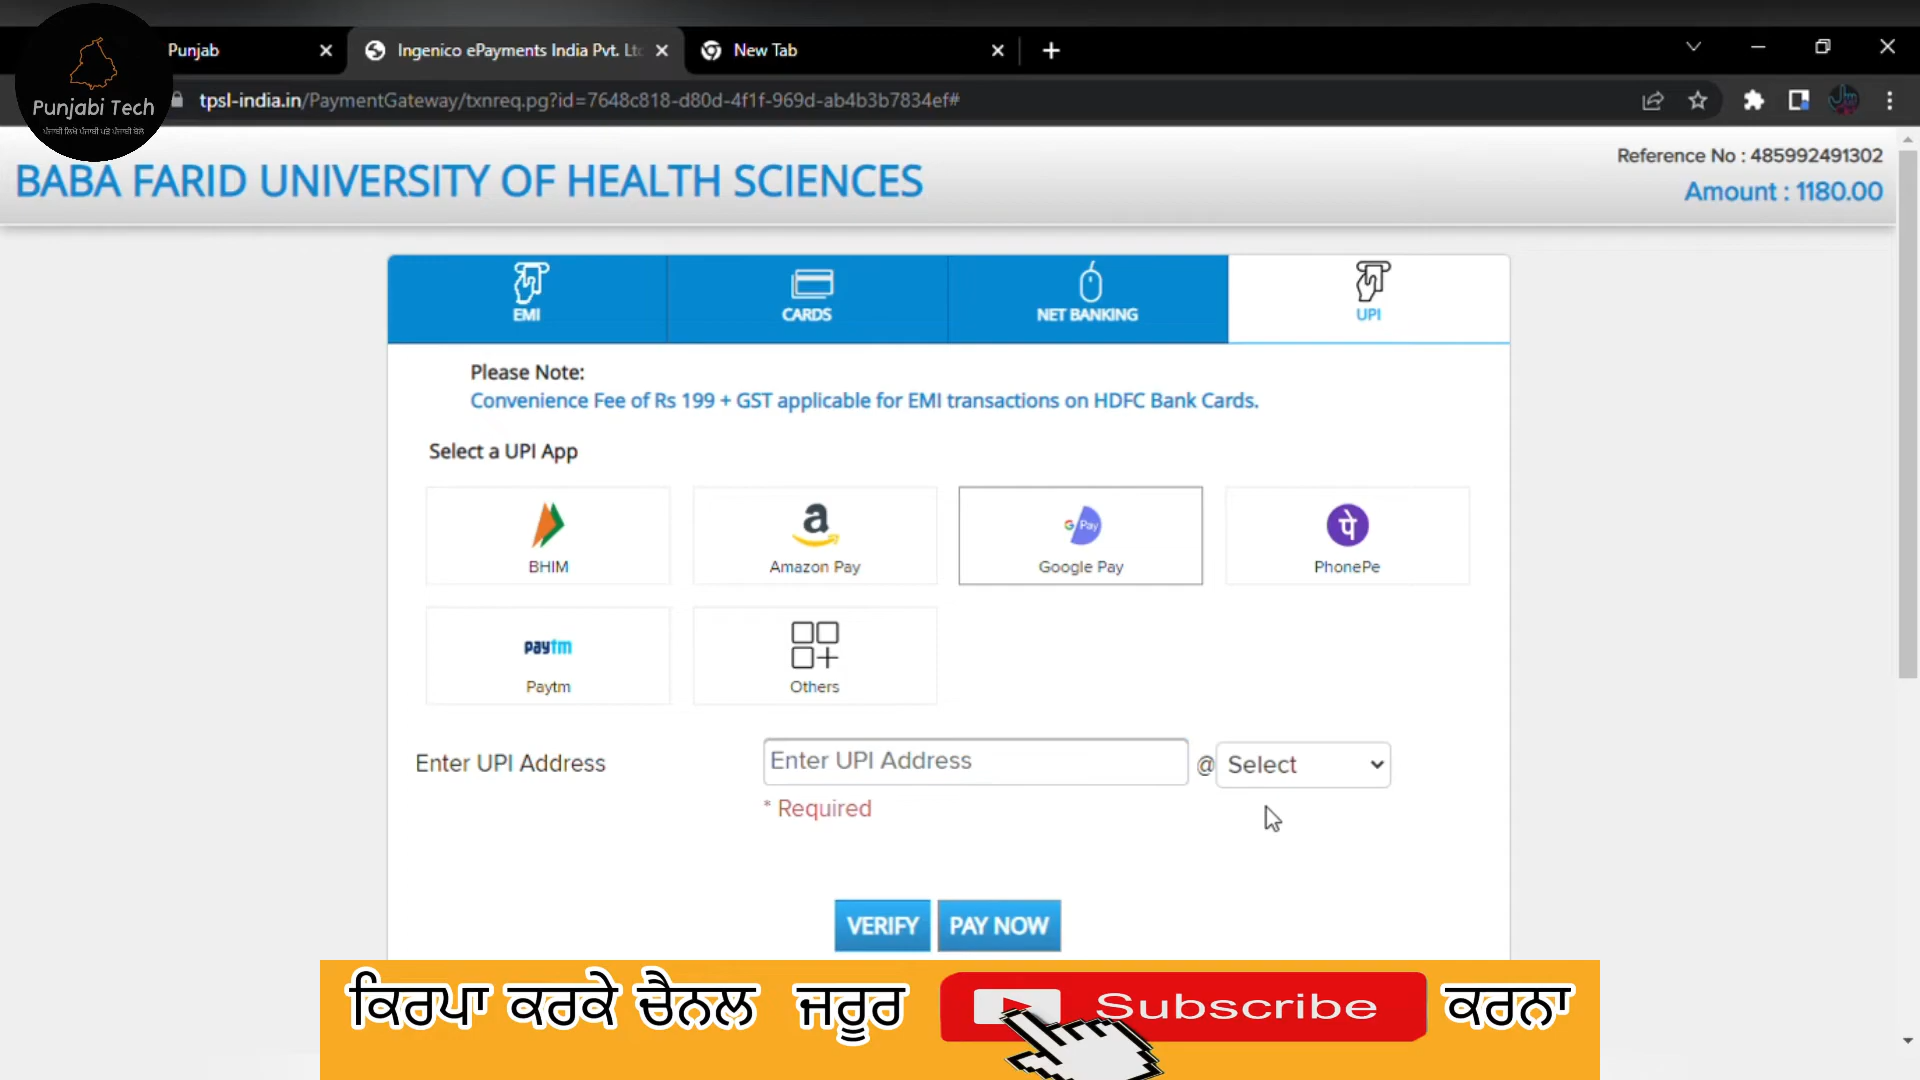 Punjab
Ingenico ePayments India Pvt. Ltd
New Tab
Punjabi Tech
ਪੰਜਾਬੀ ਲਿਖੋ ਪੰਜਾਬੀ ਪੜੋ ਪੰਜਾਬੀ ਬੋਲੋ
tpsl-india.in/PaymentGateway/txnreq.pg?id=7648c818-d80d-4f1f-969d-ab4b3b7834ef#
BABA FARID UNIVERSITY OF HEALTH SCIENCES
Reference No : 485992491302
Amount : 1180.00
EMI
CARDS
NET BANKING
UPI
Please Note:
Convenience Fee of Rs 199 + GST applicable for EMI transactions on HDFC Bank Cards.
Select a UPI App
BHIM
a
Amazon Pay
G Pay
Google Pay
पे
PhonePe
paytm
Paytm
Others
Enter UPI Address
Enter UPI Address
@ Select
* Required
VERIFY
PAY NOW
ਕਿਰਪਾ ਕਰਕੇ ਚੈਨਲ ਜਰੂਰ Subscribe ਕਰਨਾ